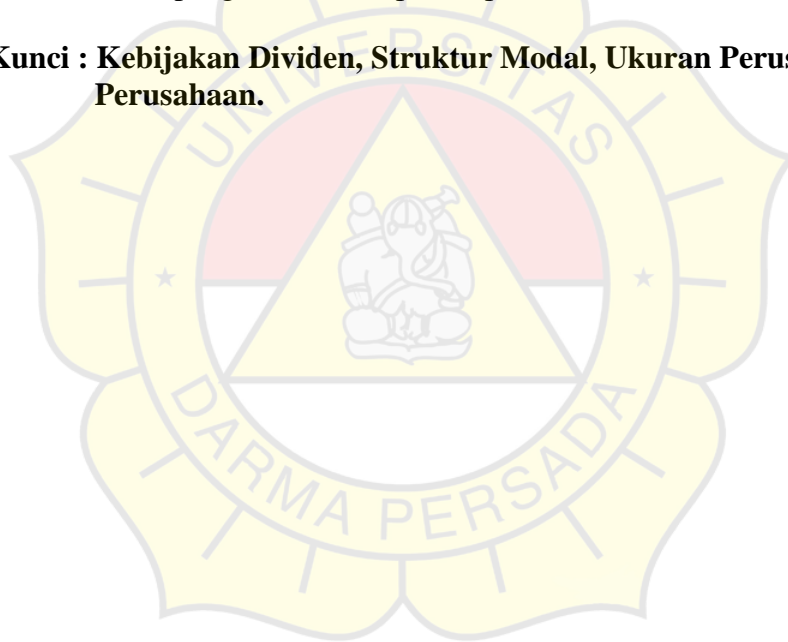 Kunci : Kebijakan Dividen, Struktur Modal, Ukuran Perus
Perusahaan.
UNIVERSITAS
DARMA PERSADA